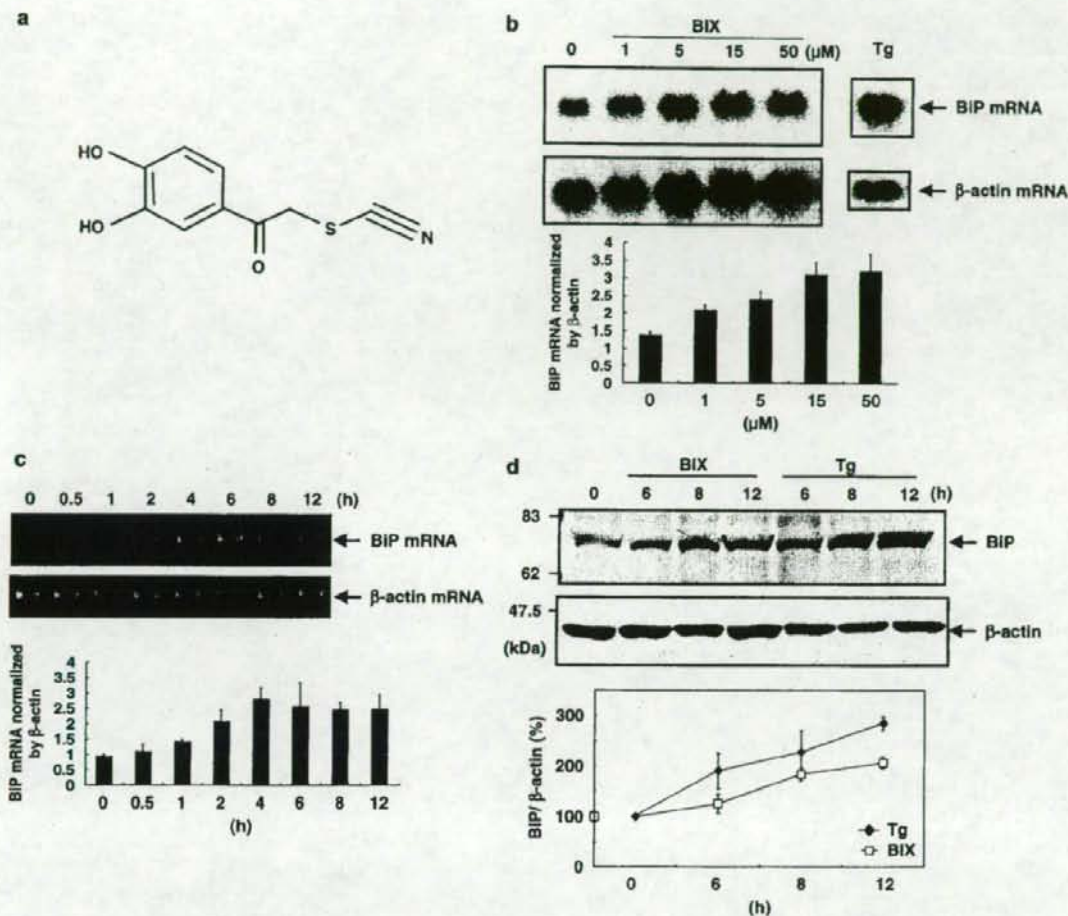 a
HO
HO
O
S
N
b
BIX
0 1 5 15 50 (μM) Tg
BiP mRNA
β-actin mRNA
BiP mRNA normalized
by β-actin
4
3.5
3
2.5
2
1.5
1
0.5
0 1 5 15 50
(μM)
c
0 0.5 1 2 4 6 8 12 (h)
BiP mRNA
β-actin mRNA
BiP mRNA normalized
by β-actin
4
3.5
3
2.5
2
1.5
1
0.5
0 0.5 1 2 4 6 8 12
(h)
d
BIX Tg
0 6 8 12 6 8 12 (h)
83
BiP
62
47.5
β-actin
(kDa)
BIP/ β-actin (%)
300
200
100
0
Tg
BIX
0 6 8 12
(h)